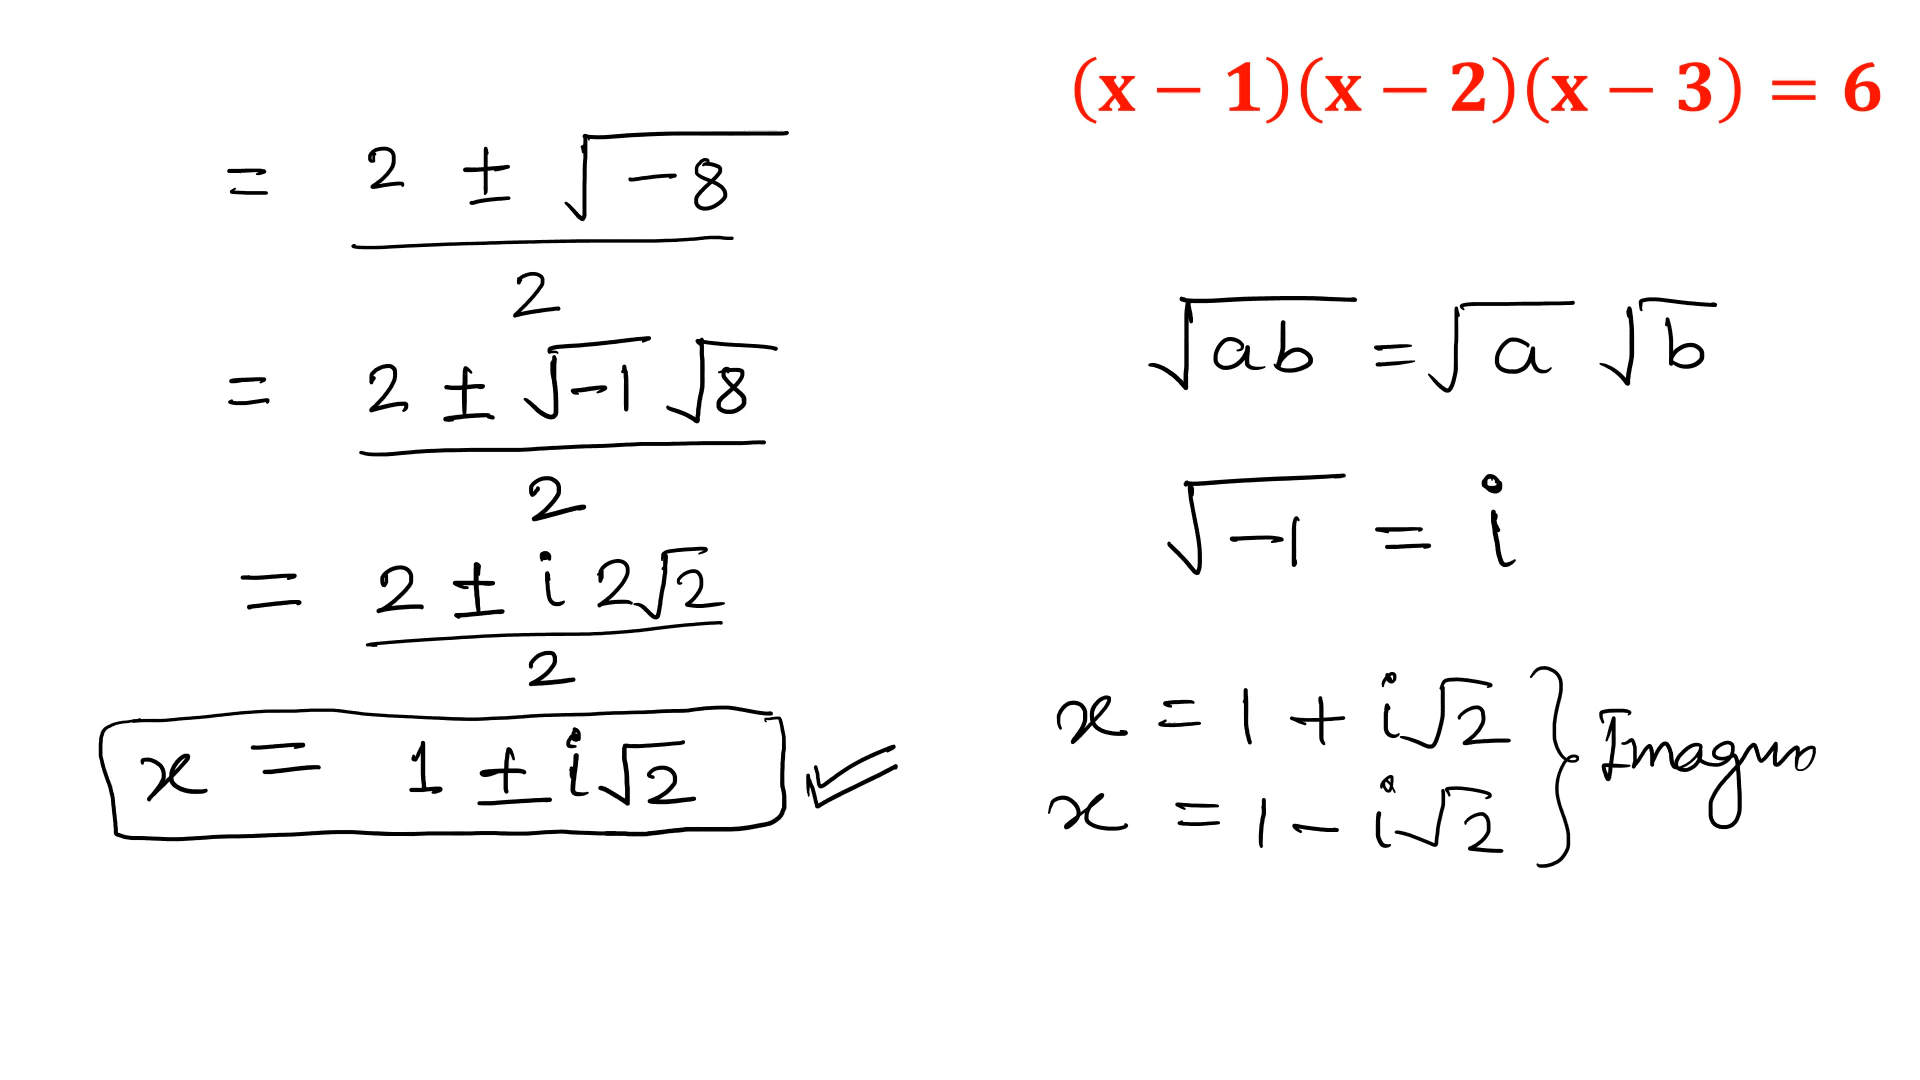 (x − 1)(x − 2)(x − 3) = 6
= (2 ± √-8) / 2
= (2 ± √-1 √8) / 2
= (2 ± i 2√2) / 2
x = 1 ± i√2
√ab = √a √b
√-1 = i
x = 1 + i√2
x = 1 - i√2